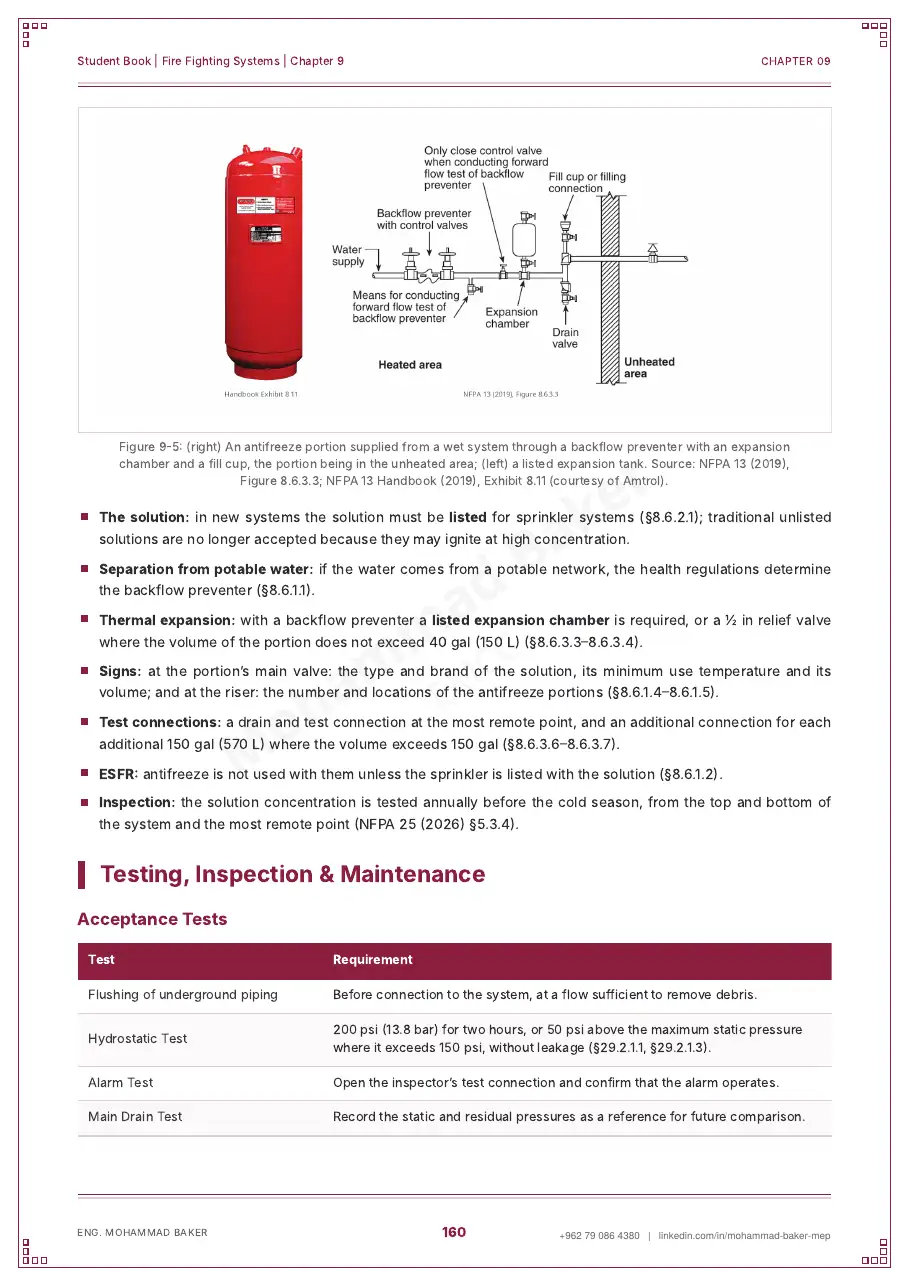 Student Book | Fire Fighting Systems | Chapter 9
CHAPTER 09
Only close control valve
when conducting forward
flow test of backflow
preventer
Fill cup or filling
connection
Backflow preventer
with control valves
Water
supply
Means for conducting
forward flow test of
backflow preventer
Expansion
chamber
Drain
valve
Heated area
Unheated
area
Handbook Exhibit 8.11
NFPA 13 (2019), Figure 8.6.3.3
Figure 9-5: (right) An antifreeze portion supplied from a wet system through a backflow preventer with an expansion
chamber and a fill cup, the portion being in the unheated area; (left) a listed expansion tank. Source: NFPA 13 (2019),
Figure 8.6.3.3; NFPA 13 Handbook (2019), Exhibit 8.11 (courtesy of Amtrol).
Mohammad Baker
The solution: in new systems the solution must be listed for sprinkler systems (§8.6.2.1); traditional unlisted
solutions are no longer accepted because they may ignite at high concentration.
Separation from potable water: if the water comes from a potable network, the health regulations determine
the backflow preventer (§8.6.1.1).
Thermal expansion: with a backflow preventer a listed expansion chamber is required, or a ½ in relief valve
where the volume of the portion does not exceed 40 gal (150 L) (§8.6.3.3–8.6.3.4).
Signs: at the portion’s main valve: the type and brand of the solution, its minimum use temperature and its
volume; and at the riser: the number and locations of the antifreeze portions (§8.6.1.4–8.6.1.5).
Test connections: a drain and test connection at the most remote point, and an additional connection for each
additional 150 gal (570 L) where the volume exceeds 150 gal (§8.6.3.6–8.6.3.7).
ESFR: antifreeze is not used with them unless the sprinkler is listed with the solution (§8.6.1.2).
Inspection: the solution concentration is tested annually before the cold season, from the top and bottom of
the system and the most remote point (NFPA 25 (2026) §5.3.4).
Testing, Inspection & Maintenance
Acceptance Tests
Test
Requirement
Flushing of underground piping
Before connection to the system, at a flow sufficient to remove debris.
Hydrostatic Test
200 psi (13.8 bar) for two hours, or 50 psi above the maximum static pressure
where it exceeds 150 psi, without leakage (§29.2.1.1, §29.2.1.3).
Alarm Test
Open the inspector’s test connection and confirm that the alarm operates.
Main Drain Test
Record the static and residual pressures as a reference for future comparison.
ENG. MOHAMMAD BAKER
160
+962 79 086 4380 | linkedin.com/in/mohammad-baker-mep